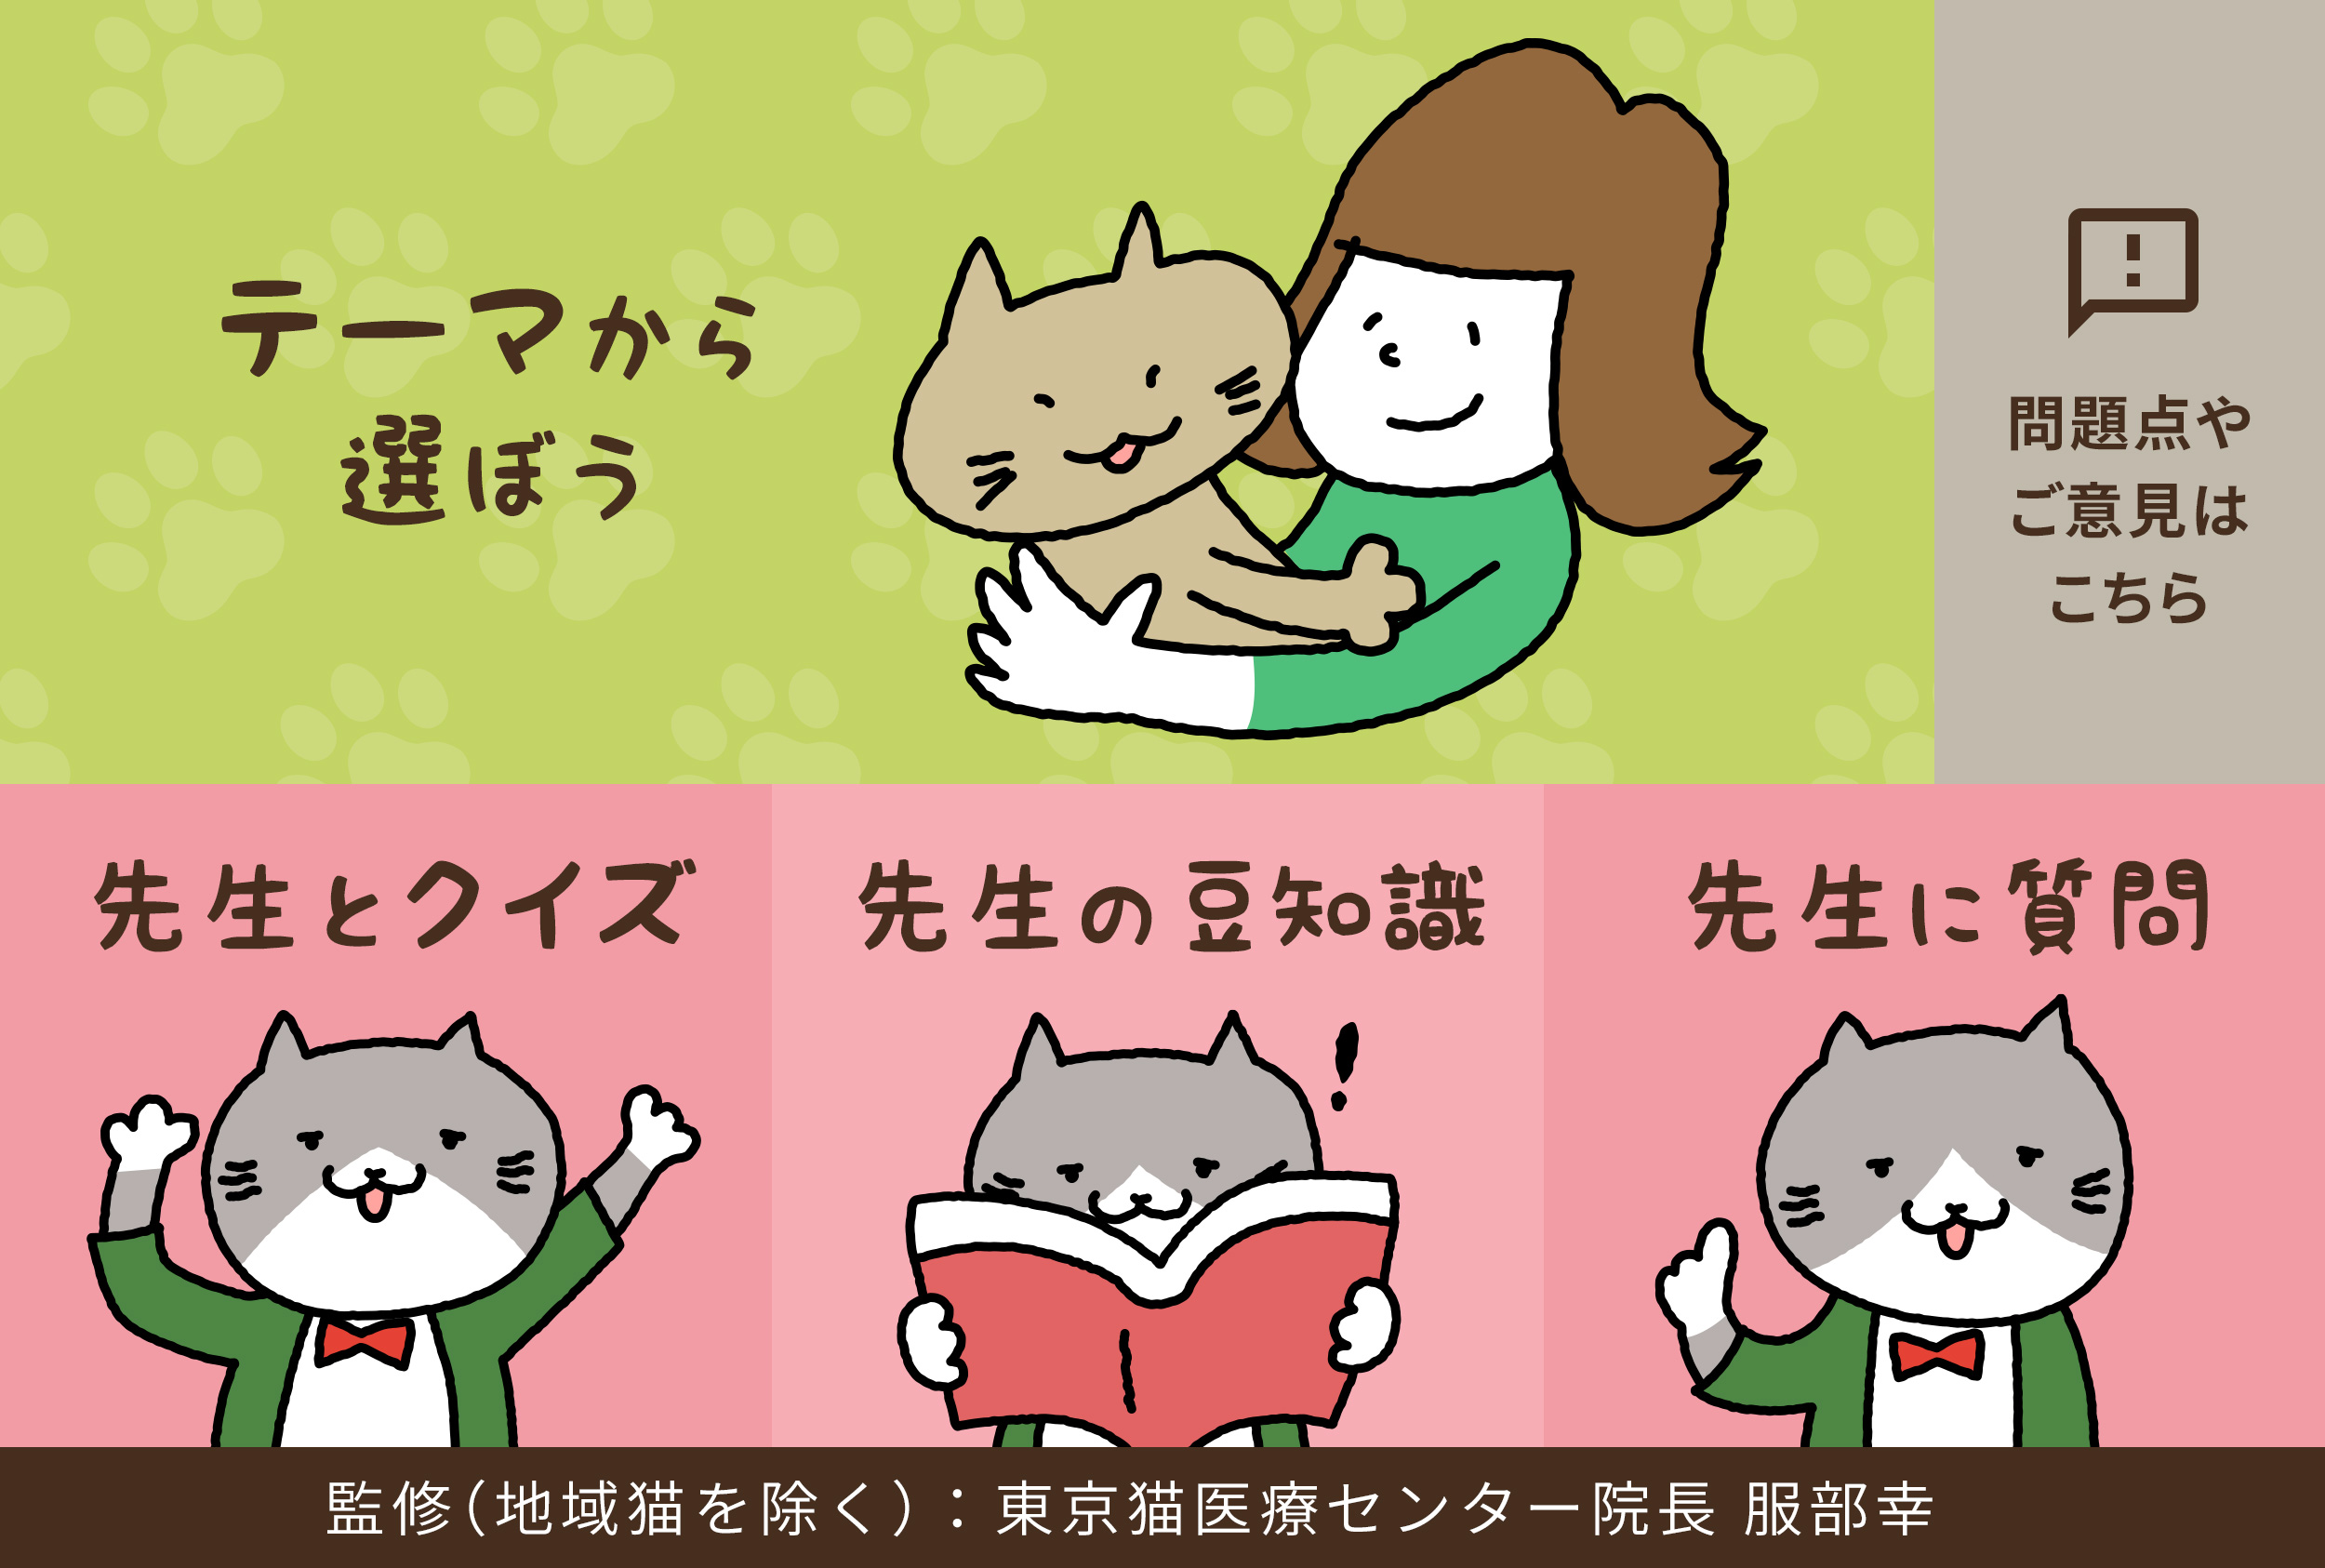 テーマから
選ぼう
問題点や
ご意見は
こちら
先生とクイズ
先生の豆知識
先生に質問
監修(地域猫を除く):東京猫医療センター院長 服部幸